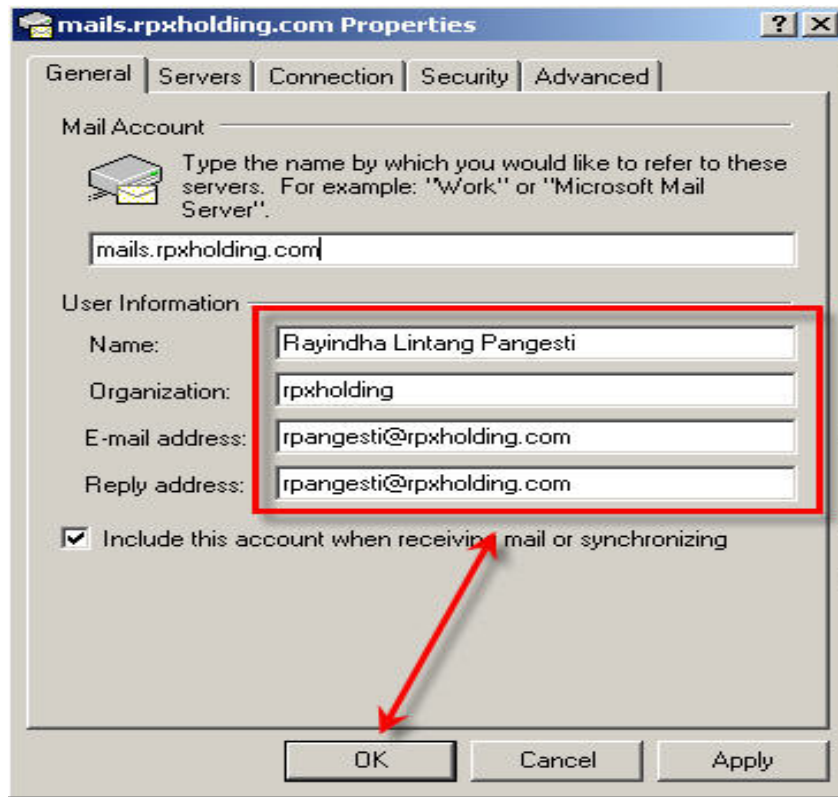 mails.rpxholding.com Properties
General Servers Connection Security Advanced
Mail Account
Type the name by which you would like to refer to these
servers. For example: "Work" or "Microsoft Mail
Server".
mails.rpxholding.com
User Information
Name: Rayindha Lintang Pangesti
Organization: rpxholding
E-mail address: rpangesti@rpxholding.com
Reply address: rpangesti@rpxholding.com
Include this account when receiving mail or synchronizing
OK Cancel Apply